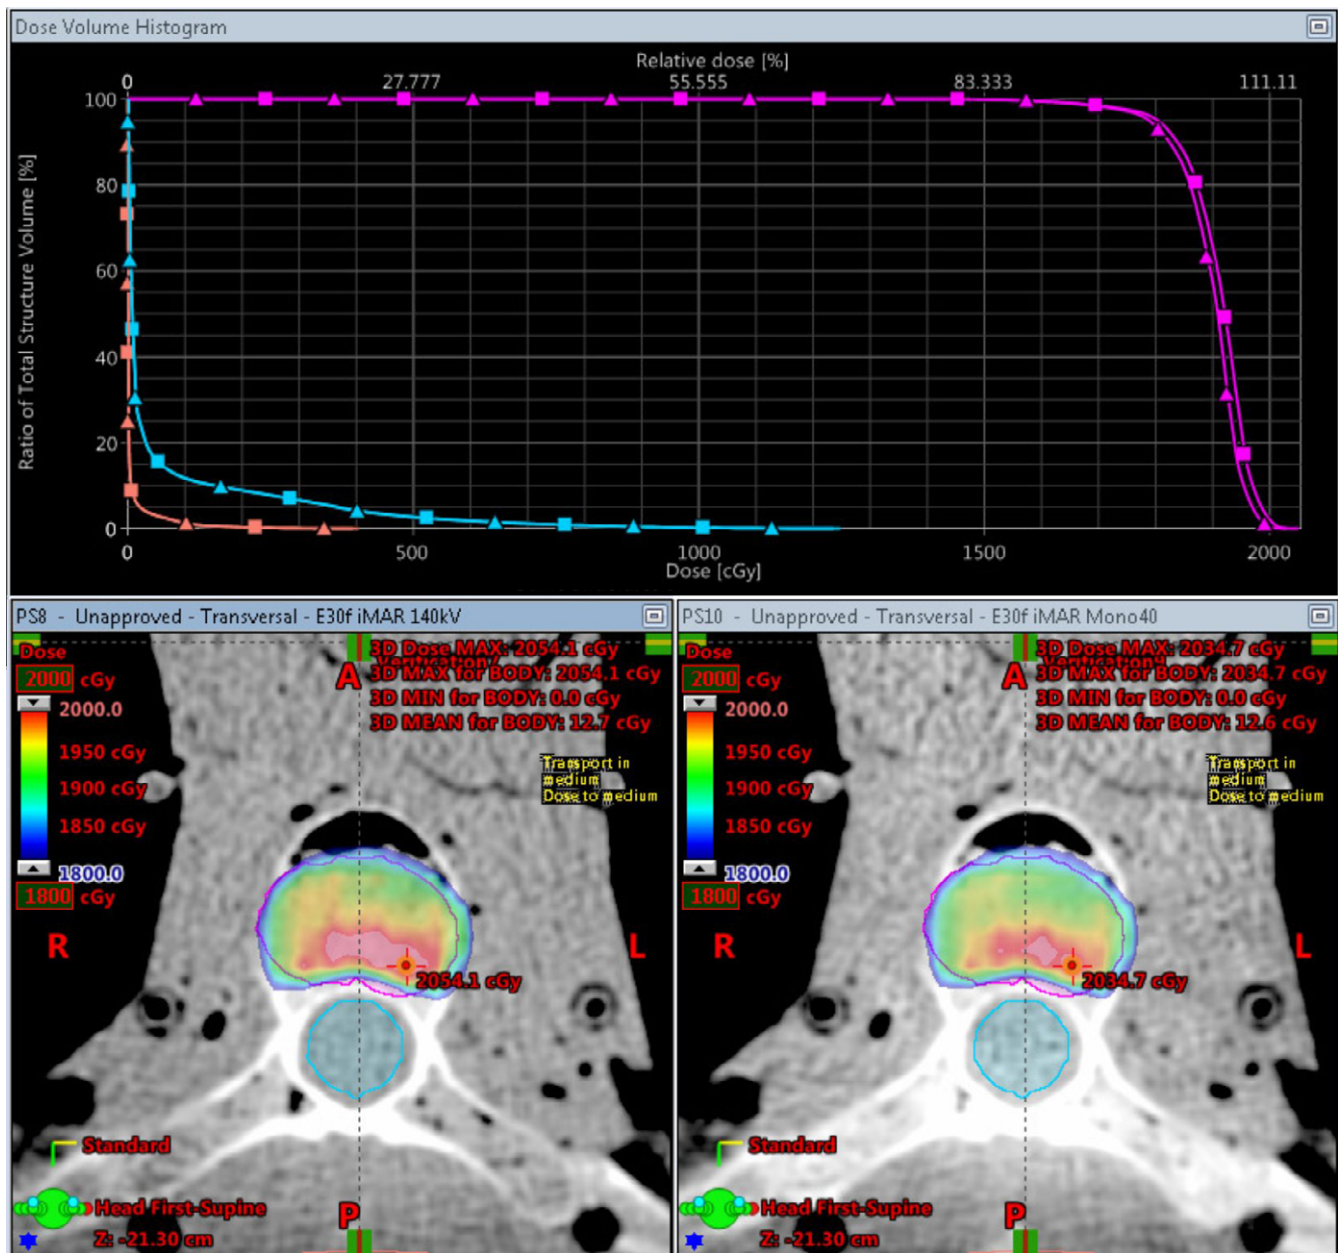 Dose Volume Histogram
Relative dose [%]
0 27.777 55.555 83.333 111.11
Ratio of Total Structure Volume [%]
100
80
60
40
20
0
0 500 1000 1500 2000
Dose [cGy]
PS8 - Unapproved - Transversal - E30f iMAR 140kV
Dose
2000 cGy
2000.0
1950 cGy
1900 cGy
1850 cGy
1800.0
1800 cGy
A
3D Dose MAX: 2054.1 cGy
Verification
3D MAX for BODY: 2054.1 cGy
3D MIN for BODY: 0.0 cGy
3D MEAN for BODY: 12.7 cGy
Transport in
medium
Dose to medium
R
L
2054.1 cGy
Standard
Head First-Supine
P
Z: -21.30 cm
PS10 - Unapproved - Transversal - E30f iMAR Mono40
Dose
2000 cGy
2000.0
1950 cGy
1900 cGy
1850 cGy
1800.0
1800 cGy
A
3D Dose MAX: 2034.7 cGy
3D MAX for BODY: 2034.7 cGy
3D MIN for BODY: 0.0 cGy
3D MEAN for BODY: 12.6 cGy
Transport in
medium
Dose to medium
R
L
2034.7 cGy
Standard
Head First-Supine
P
Z: -21.30 cm